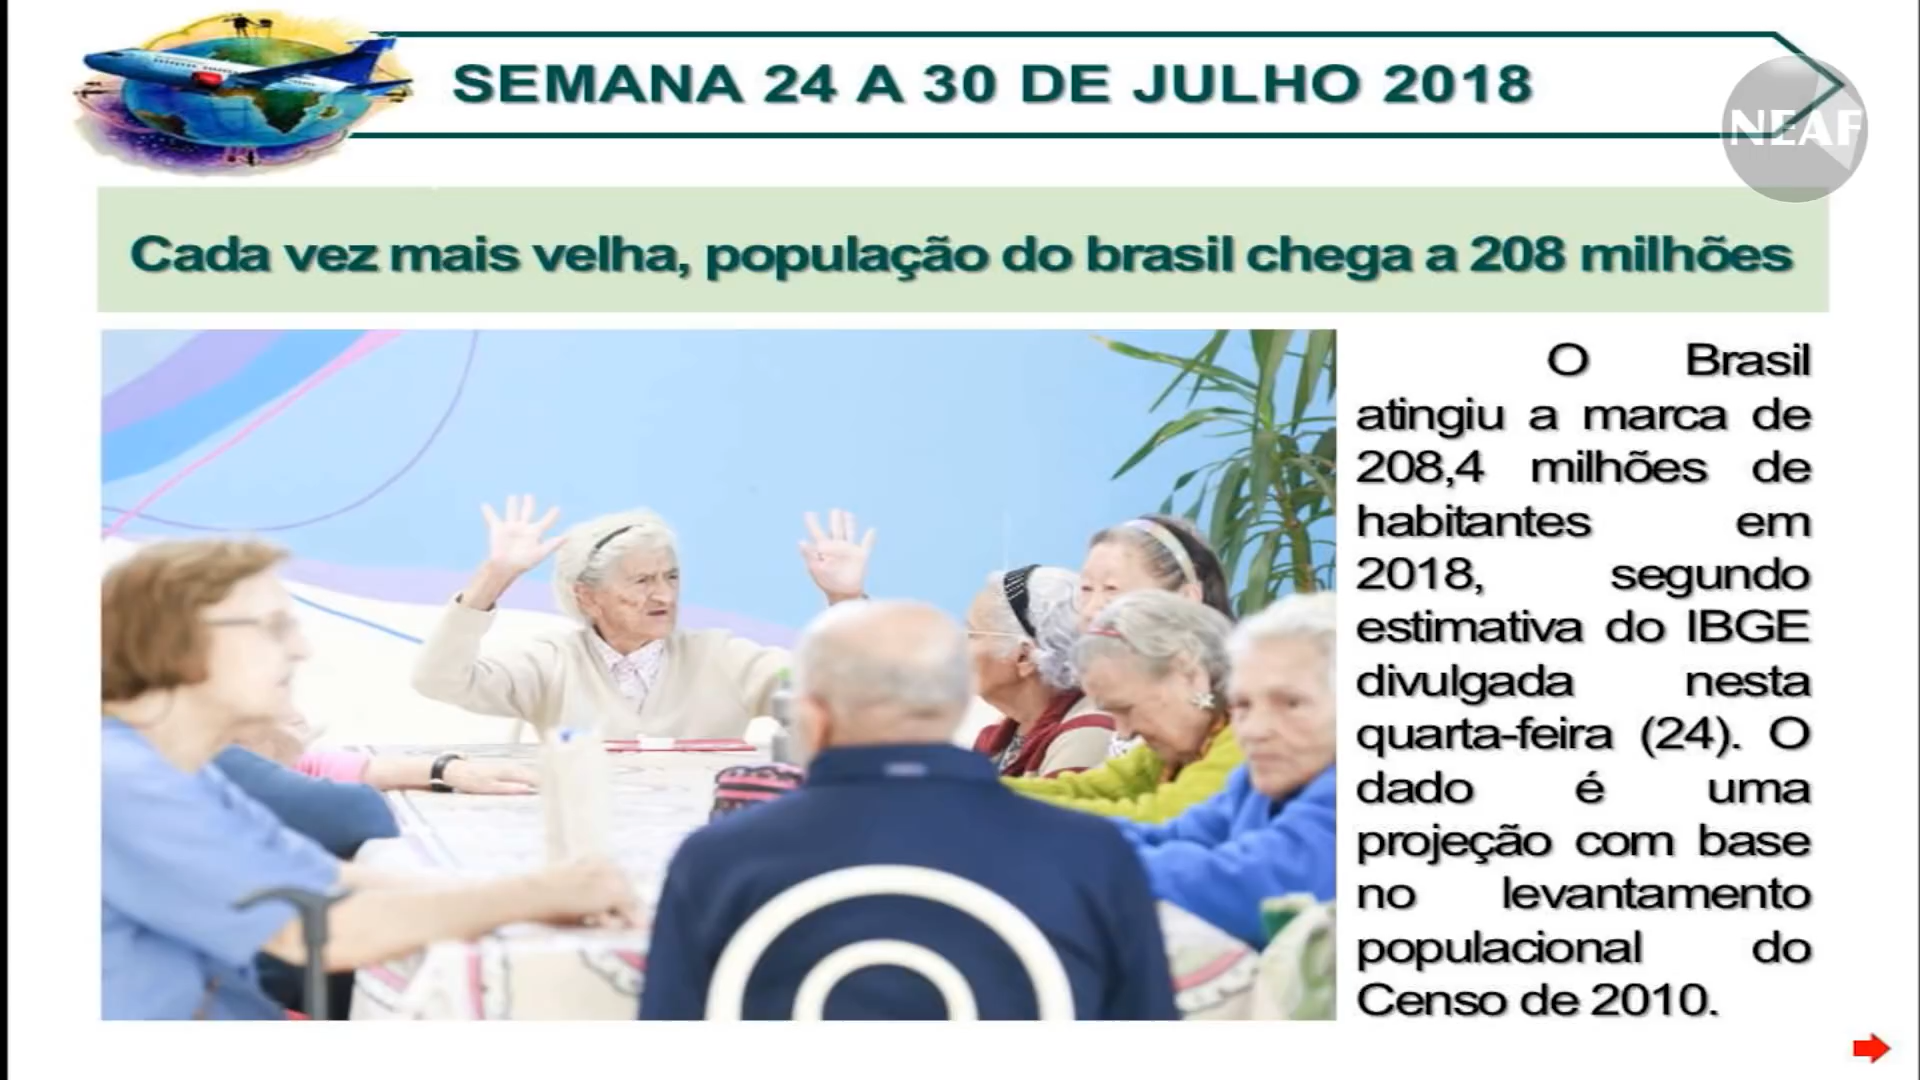 SEMANA 24 A 30 DE JULHO 2018
NEAF
Cada vez mais velha, população do brasil chega a 208 milhões
O Brasil
atingiu a marca de
208,4 milhões de
habitantes em
2018, segundo
estimativa do IBGE
divulgada nesta
quarta-feira (24). O
dado é uma
projeção com base
no levantamento
populacional do
Censo de 2010.